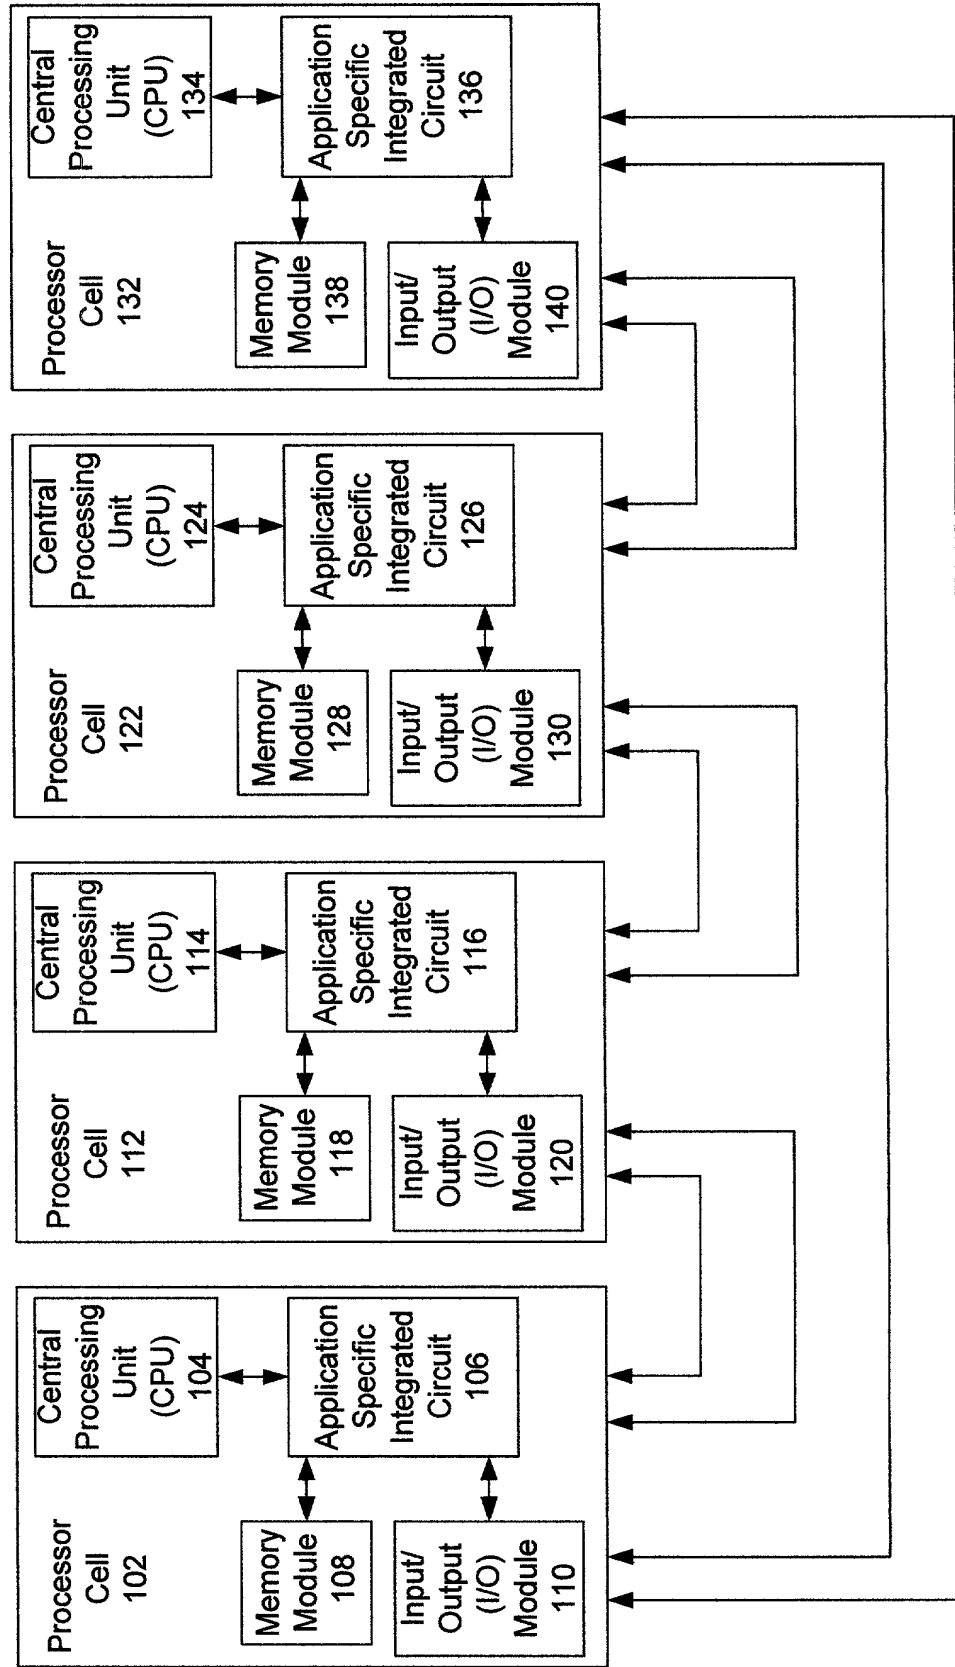 Processor
Cell
102
Central
Processing
Unit
(CPU)
104
Application
Specific
Integrated
Circuit
106
Memory
Module
108
Input/
Output
(I/O)
Module
110
Processor
Cell
112
Central
Processing
Unit
(CPU)
114
Application
Specific
Integrated
Circuit
116
Memory
Module
118
Input/
Output
(I/O)
Module
120
Processor
Cell
122
Central
Processing
Unit
(CPU)
124
Application
Specific
Integrated
Circuit
126
Memory
Module
128
Input/
Output
(I/O)
Module
130
Processor
Cell
132
Central
Processing
Unit
(CPU)
134
Application
Specific
Integrated
Circuit
136
Memory
Module
138
Input/
Output
(I/O)
Module
140